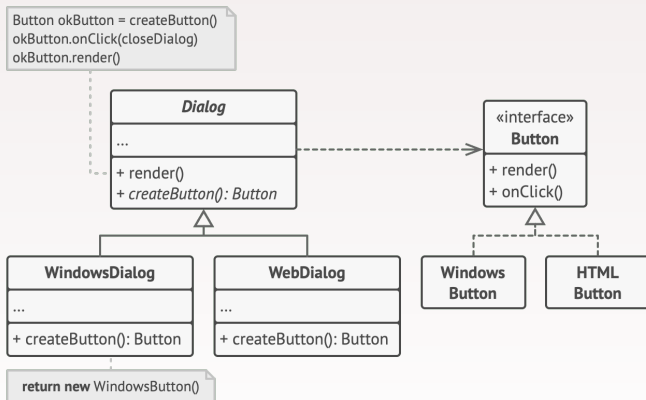 Button okButton = createButton()
okButton.onClick(closeDialog)
okButton.render()
Dialog
...
+ render()
+ createButton(): Button
«interface»
Button
+ render()
+ onClick()
WindowsDialog
...
+ createButton(): Button
WebDialog
...
+ createButton(): Button
Windows
Button
HTML
Button
return new WindowsButton()